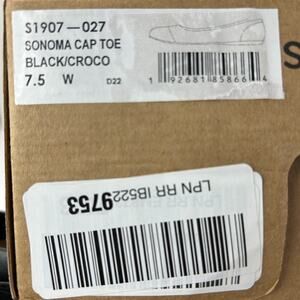 S1907—027
SONOMA CAP TOE
BLACK/CROCO
7.5 W D22
1 92681 85866 4
S
LPN RR IB522
9753